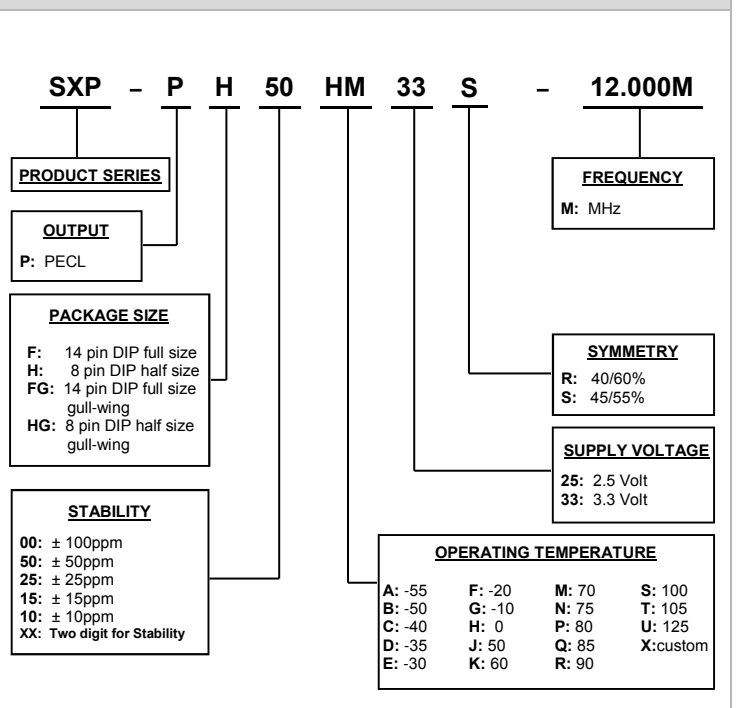 SXP – P H 50 HM 33 S – 12.000M
PRODUCT SERIES
OUTPUT
P: PECL
PACKAGE SIZE
F: 14 pin DIP full size
H: 8 pin DIP half size
FG: 14 pin DIP full size
gull-wing
HG: 8 pin DIP half size
gull-wing
STABILITY
00: ± 100ppm
50: ± 50ppm
25: ± 25ppm
15: ± 15ppm
10: ± 10ppm
XX: Two digit for Stability
FREQUENCY
M: MHz
SYMMETRY
R: 40/60%
S: 45/55%
SUPPLY VOLTAGE
25: 2.5 Volt
33: 3.3 Volt
OPERATING TEMPERATURE
A: -55 F: -20 M: 70 S: 100
B: -50 G: -10 N: 75 T: 105
C: -40 H: 0 P: 80 U: 125
D: -35 J: 50 Q: 85 X:custom
E: -30 K: 60 R: 90